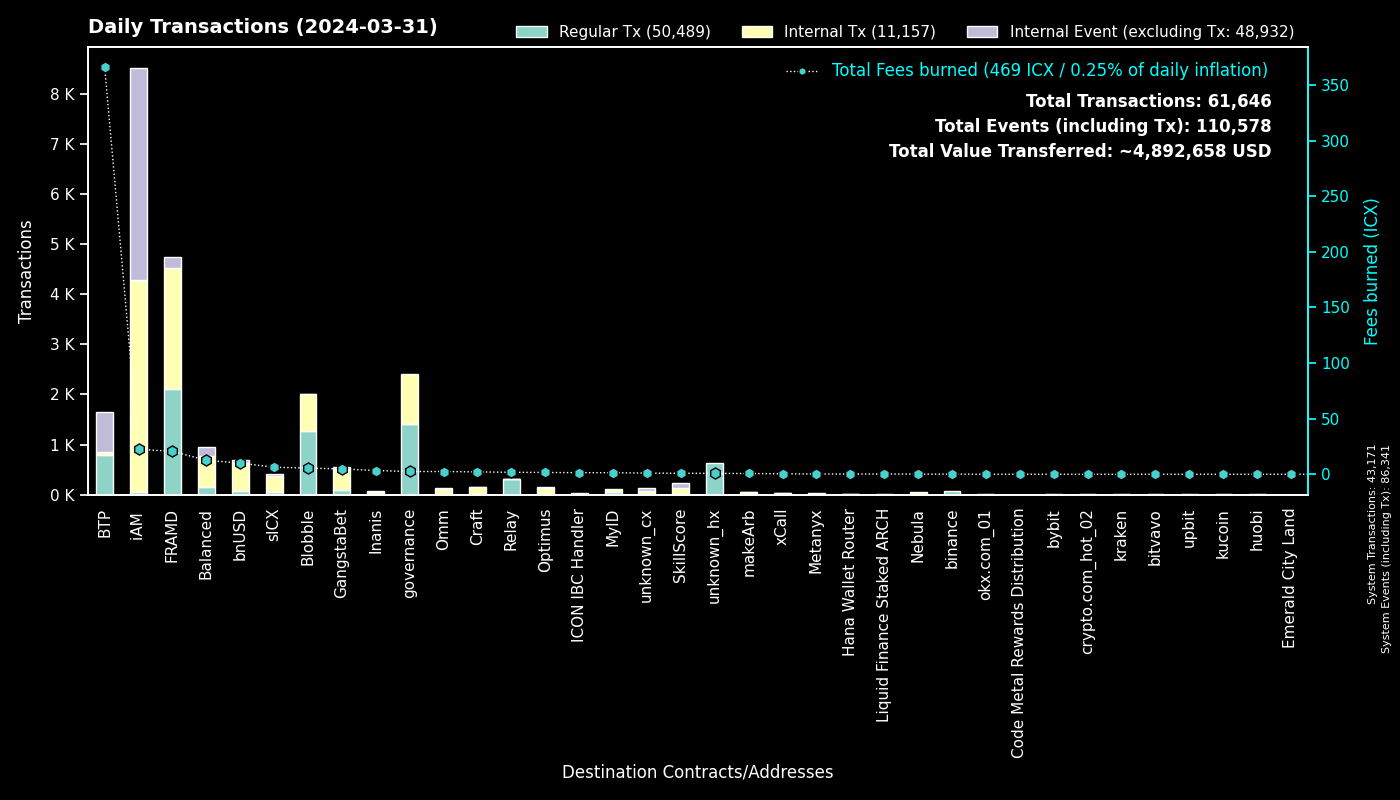 Daily Transactions (2024-03-31)
Regular Tx (50,489)
Internal Tx (11,157)
Internal Event (excluding Tx: 48,932)
Total Fees burned (469 ICX / 0.25% of daily inflation)
Total Transactions: 61,646
Total Events (including Tx): 110,578
Total Value Transferred: ~4,892,658 USD
Transactions
8 K
7 K
6 K
5 K
4 K
3 K
2 K
1 K
0 K
350
300
250
200
150
100
50
0
Fees burned (ICX)
BTP
iAM
FRAMD
Balanced
bnUSD
sICX
Blobble
GangstaBet
Inanis
governance
Omm
Craft
Relay
Optimus
ICON IBC Handler
MyID
unknown_cx
SkillScore
unknown_hx
makeArb
xCall
Metanyx
Hana Wallet Router
Liquid Finance Staked ARCH
Nebula
binance
okx.com_01
Code Metal Rewards Distribution
bybit
crypto.com_hot_02
kraken
bitvavo
upbit
kucoin
huobi
Emerald City Land
Destination Contracts/Addresses
System Transactions: 43,171
System Events (including Tx): 86,341